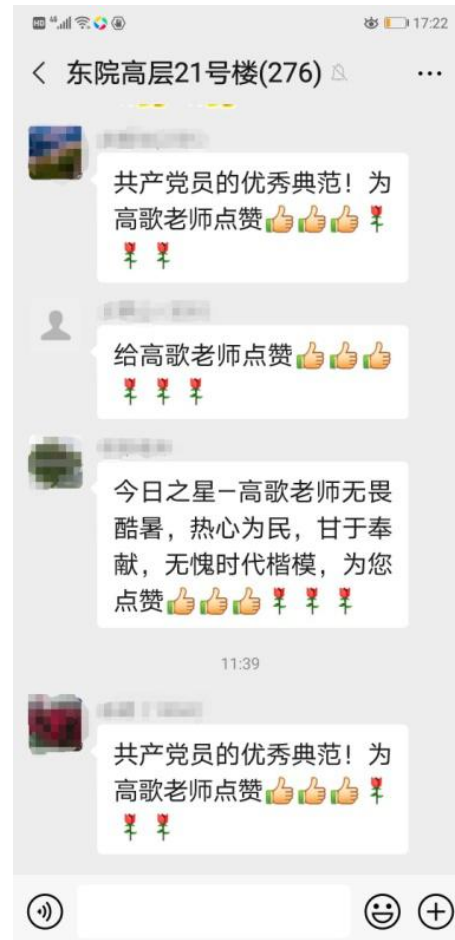 HD 46 17:22
东院高层21号楼(276)
共产党员的优秀典范！为
高歌老师点赞👍👍👍🌹
🌹🌹
给高歌老师点赞👍👍👍
🌹🌹🌹
今日之星—高歌老师无畏
酷暑，热心为民，甘于奉
献，无愧时代楷模，为您
点赞👍👍👍🌹🌹🌹
11:39
共产党员的优秀典范！为
高歌老师点赞👍👍👍🌹
🌹🌹